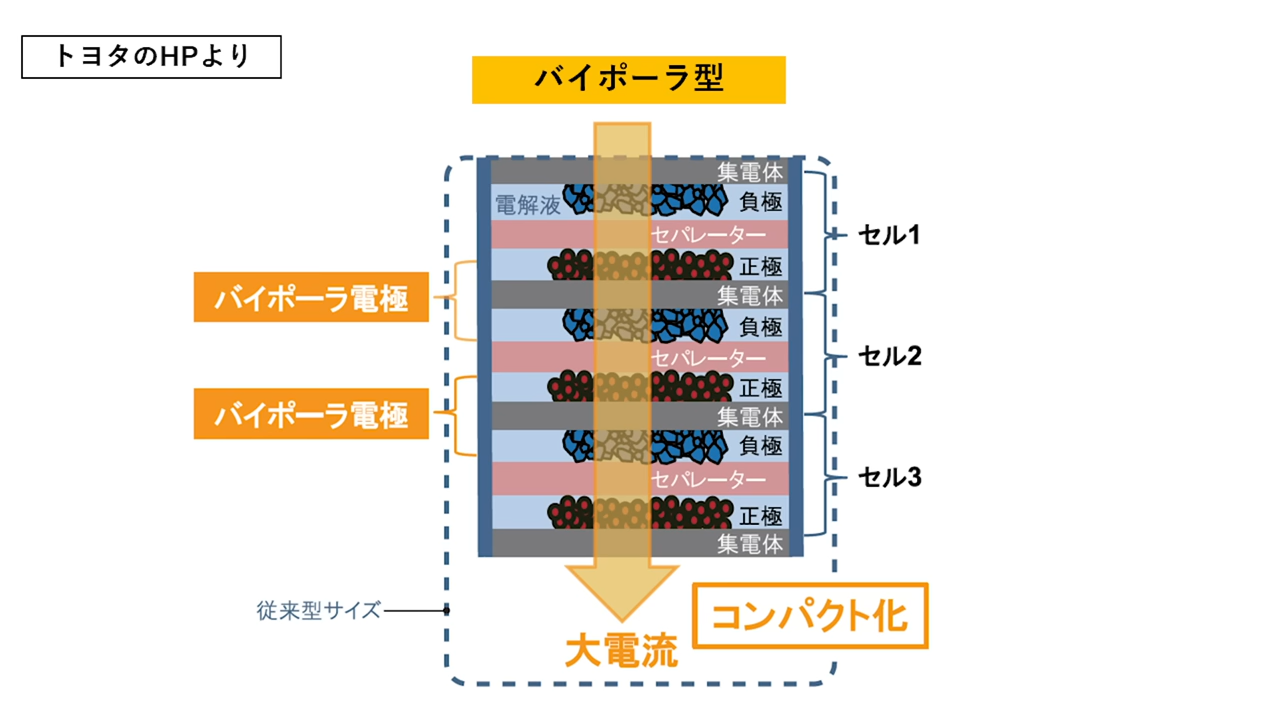 トヨタのHPより
バイポーラ型
集電体
電解液
負極
セパレーター
セル1
正極
バイポーラ電極
集電体
負極
セパレーター
セル2
正極
バイポーラ電極
集電体
負極
セパレーター
セル3
正極
集電体
従来型サイズ
コンパクト化
大電流